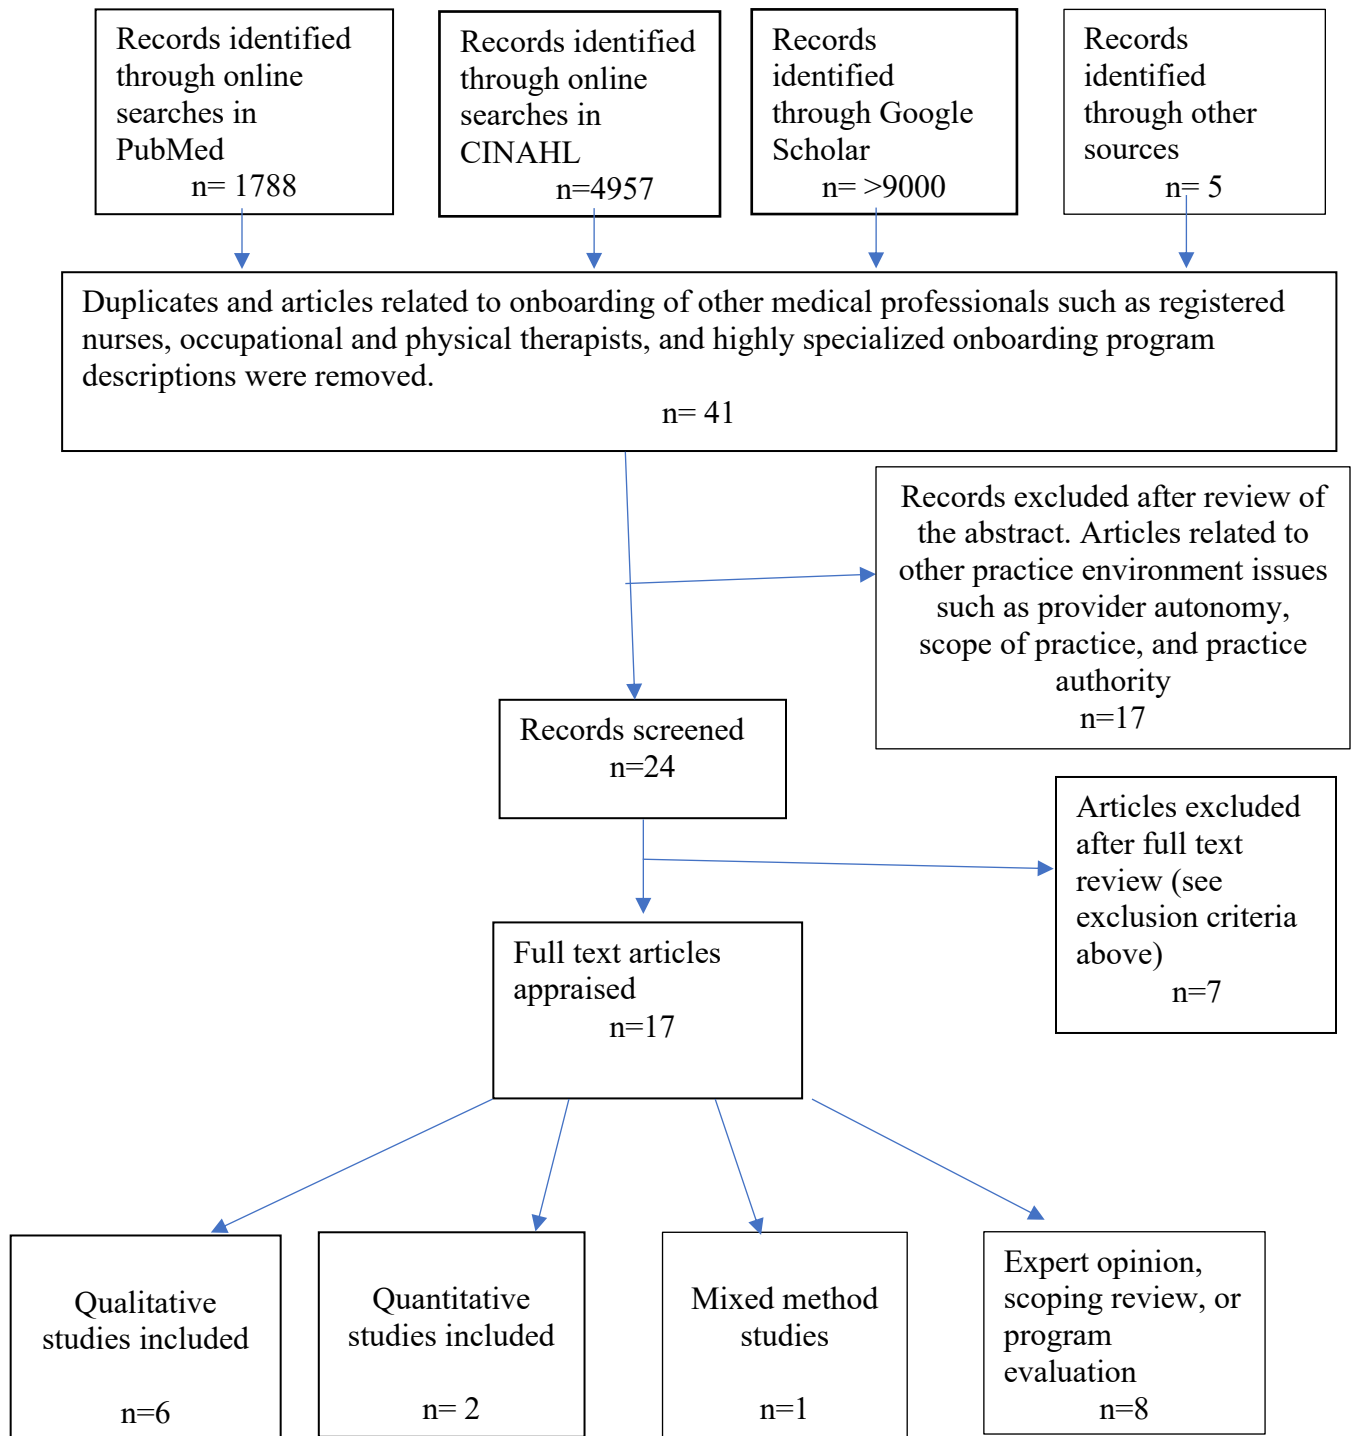 Records identified
through online
searches in
PubMed
n= 1788
Records identified
through online
searches in
CINAHL
n=4957
Records
identified
through Google
Scholar
n= >9000
Records
identified
through other
sources
n= 5
Duplicates and articles related to onboarding of other medical professionals such as registered
nurses, occupational and physical therapists, and highly specialized onboarding program
descriptions were removed.
n= 41
Records excluded after review of
the abstract. Articles related to
other practice environment issues
such as provider autonomy,
scope of practice, and practice
authority
n=17
Records screened
n=24
Articles excluded
after full text
review (see
exclusion criteria
above)
n=7
Full text articles
appraised
n=17
Qualitative
studies included
n=6
Quantitative
studies included
n= 2
Mixed method
studies
n=1
Expert opinion,
scoping review, or
program
evaluation
n=8